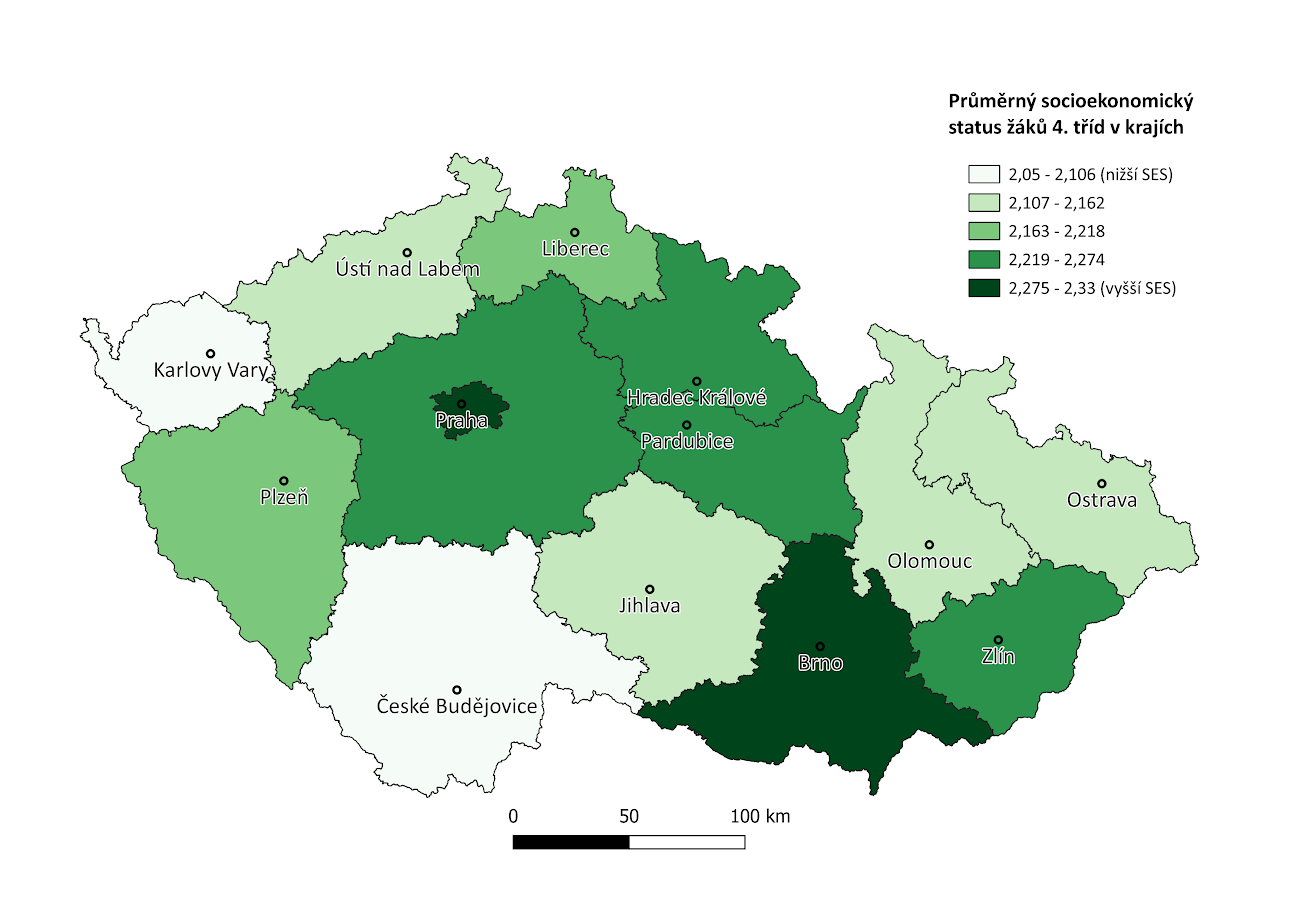 Průměrný socioekonomický
status žáků 4. tříd v krajích
2,05 - 2,106 (nižší SES)
2,107 - 2,162
2,163 - 2,218
2,219 - 2,274
2,275 - 2,33 (vyšší SES)
Liberec
Ústí nad Labem
Karlovy Vary
Hradec Králové
Praha
Pardubice
Plzeň
Ostrava
Olomouc
Jihlava
Zlín
Brno
České Budějovice
0 50 100 km